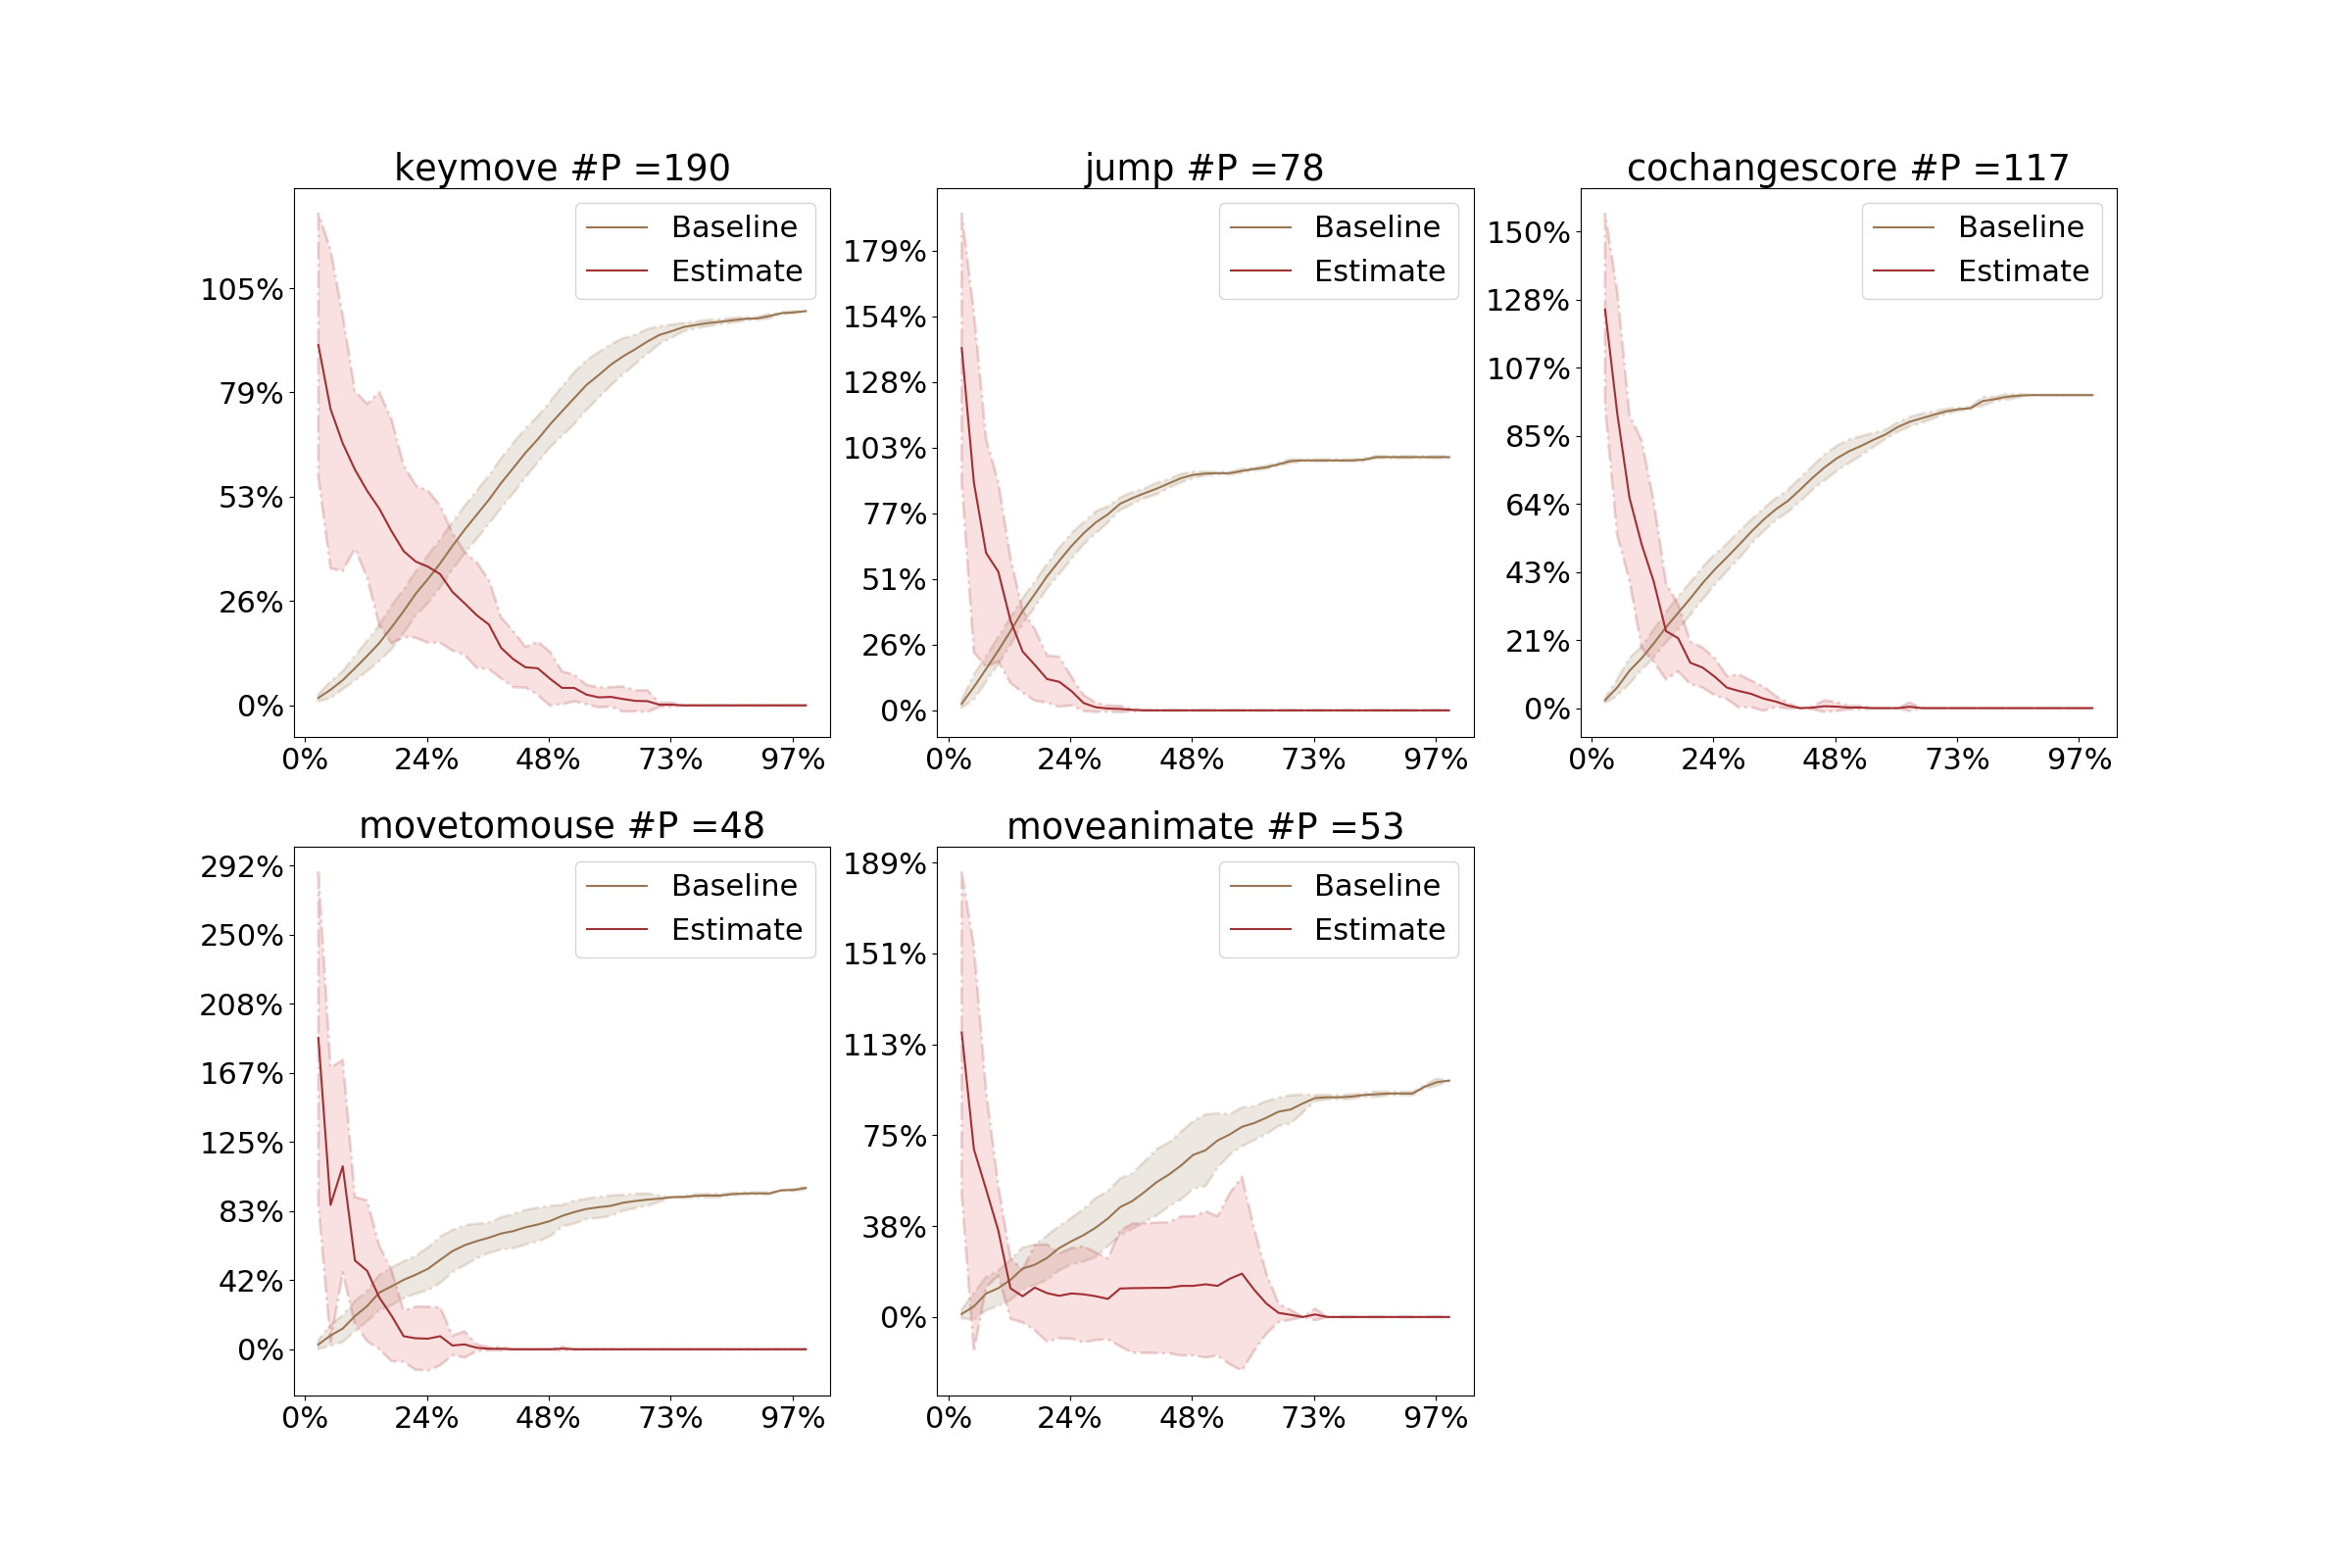 keymove #P =190
Baseline
Estimate
105%
79%
53%
26%
0%
0% 24% 48% 73% 97%
jump #P =78
Baseline
Estimate
179%
154%
128%
103%
77%
51%
26%
0%
0% 24% 48% 73% 97%
cochangescore #P =117
Baseline
Estimate
150%
128%
107%
85%
64%
43%
21%
0%
0% 24% 48% 73% 97%
movetomouse #P =48
Baseline
Estimate
292%
250%
208%
167%
125%
83%
42%
0%
0% 24% 48% 73% 97%
moveanimate #P =53
Baseline
Estimate
189%
151%
113%
75%
38%
0%
0% 24% 48% 73% 97%